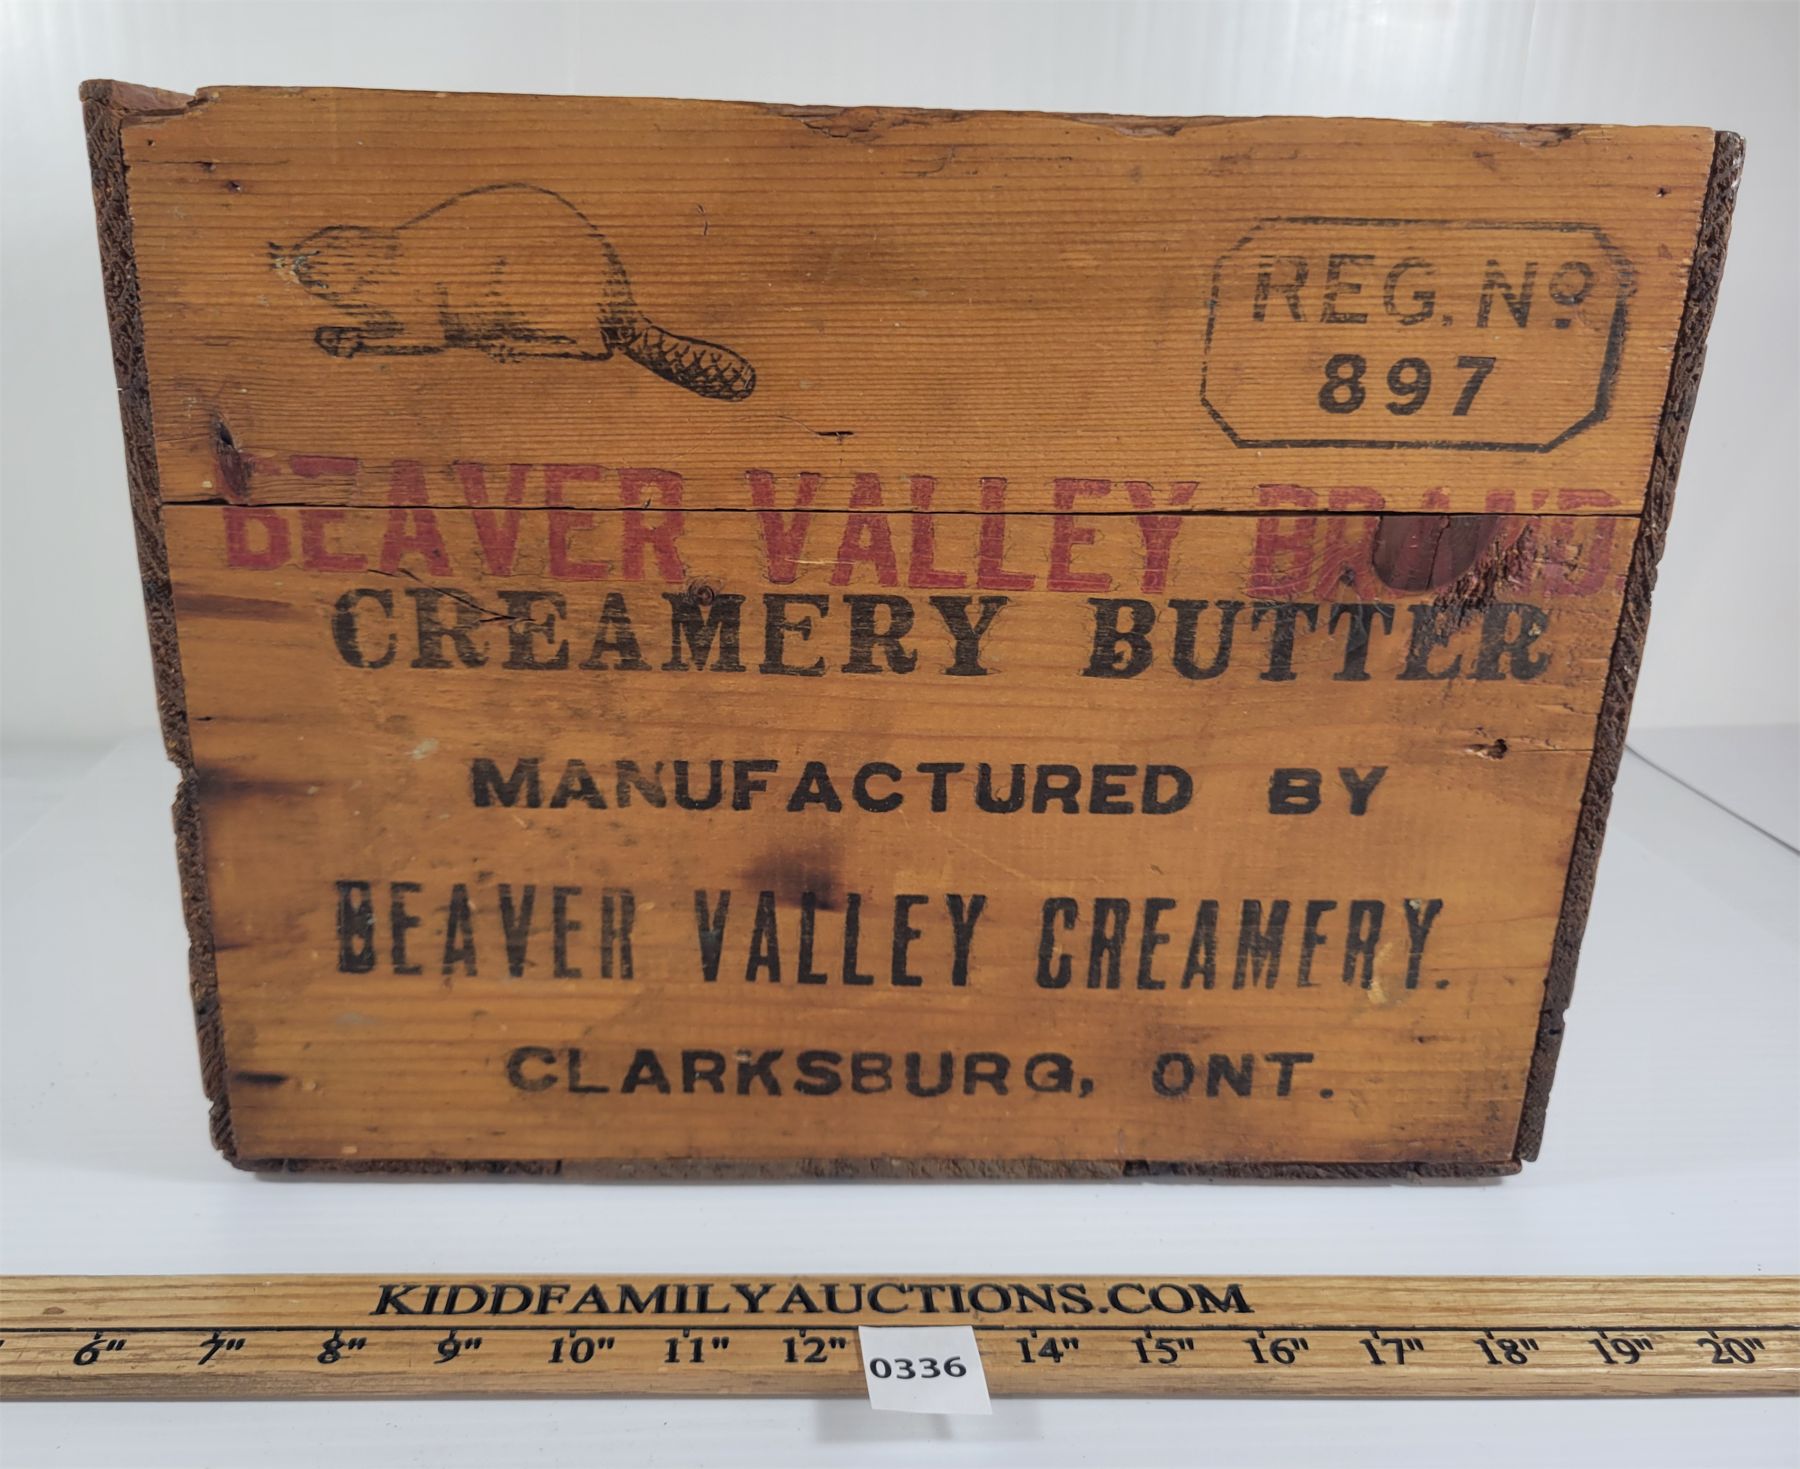 REG. Nº
897
BEAVER VALLEY BRAND.
CREAMERY BUTTER
MANUFACTURED BY
BEAVER VALLEY CREAMERY.
CLARKSBURG, ONT.
KIDDFAMILYAUCTIONS.COM
6" 7" 8" 9" 10" 11" 12" 14" 15" 16" 17" 18" 19" 20"
0336